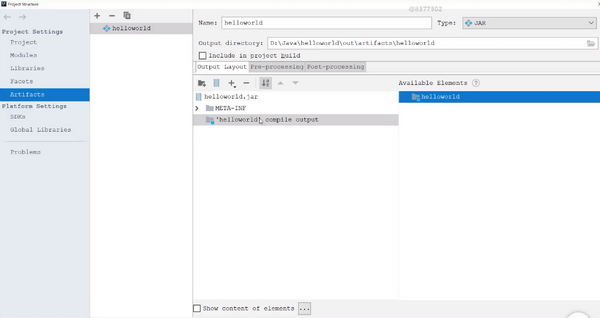 Project Structure
@4377902
Project Settings
Project
Modules
Libraries
Facets
Artifacts
Platform Settings
SDKs
Global Libraries
Problems
helloworld
Name: helloworld Type: JAR
Output directory: D:\Java\helloworld\out\artifacts\helloworld
Include in project build
Output Layout Pre-processing Post-processing
Available Elements
helloworld.jar
META-INF
'helloworld' compile output
helloworld
Show content of elements ...